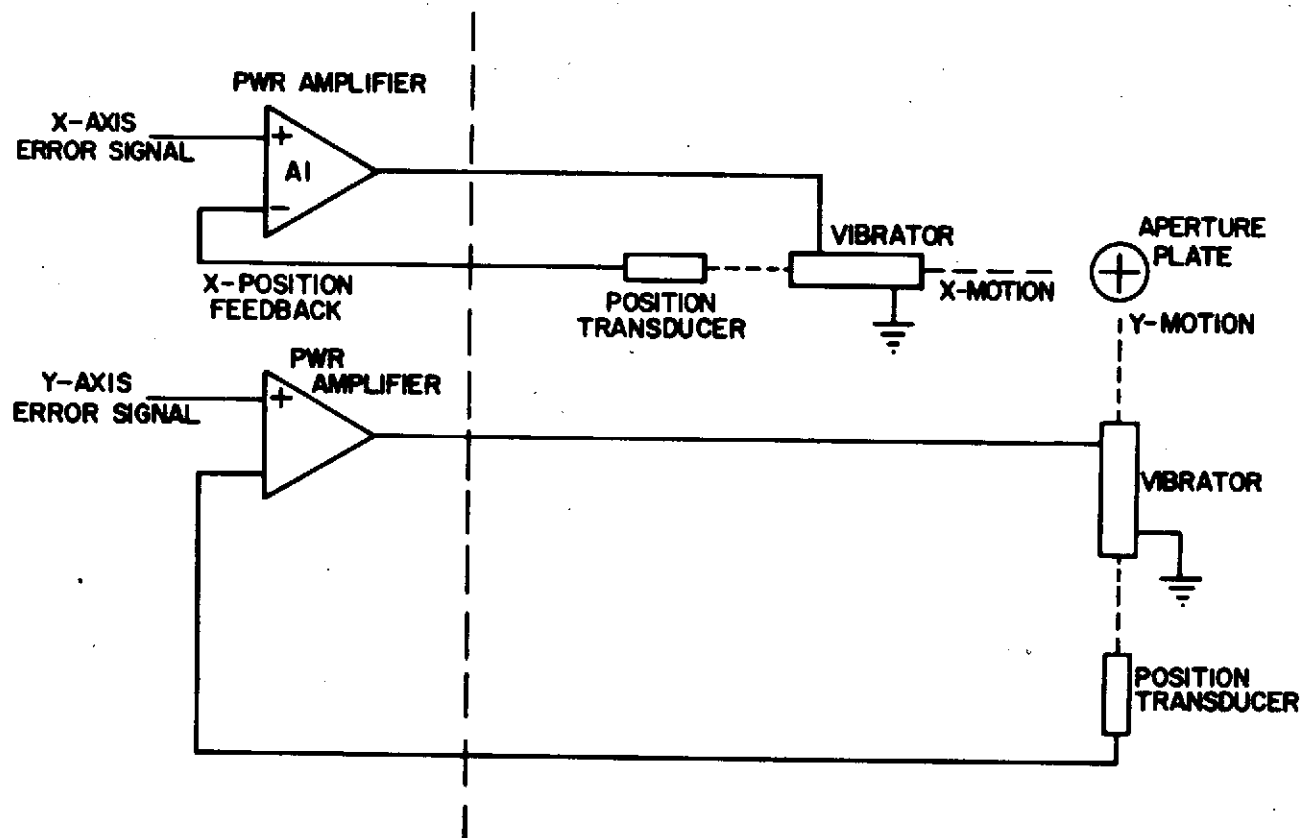 PWR AMPLIFIER
X-AXIS
ERROR SIGNAL
+
A1
-
X-POSITION
FEEDBACK
VIBRATOR
POSITION
TRANSDUCER
X-MOTION
APERTURE
PLATE
Y-MOTION
PWR
AMPLIFIER
Y-AXIS
ERROR SIGNAL
+
VIBRATOR
POSITION
TRANSDUCER